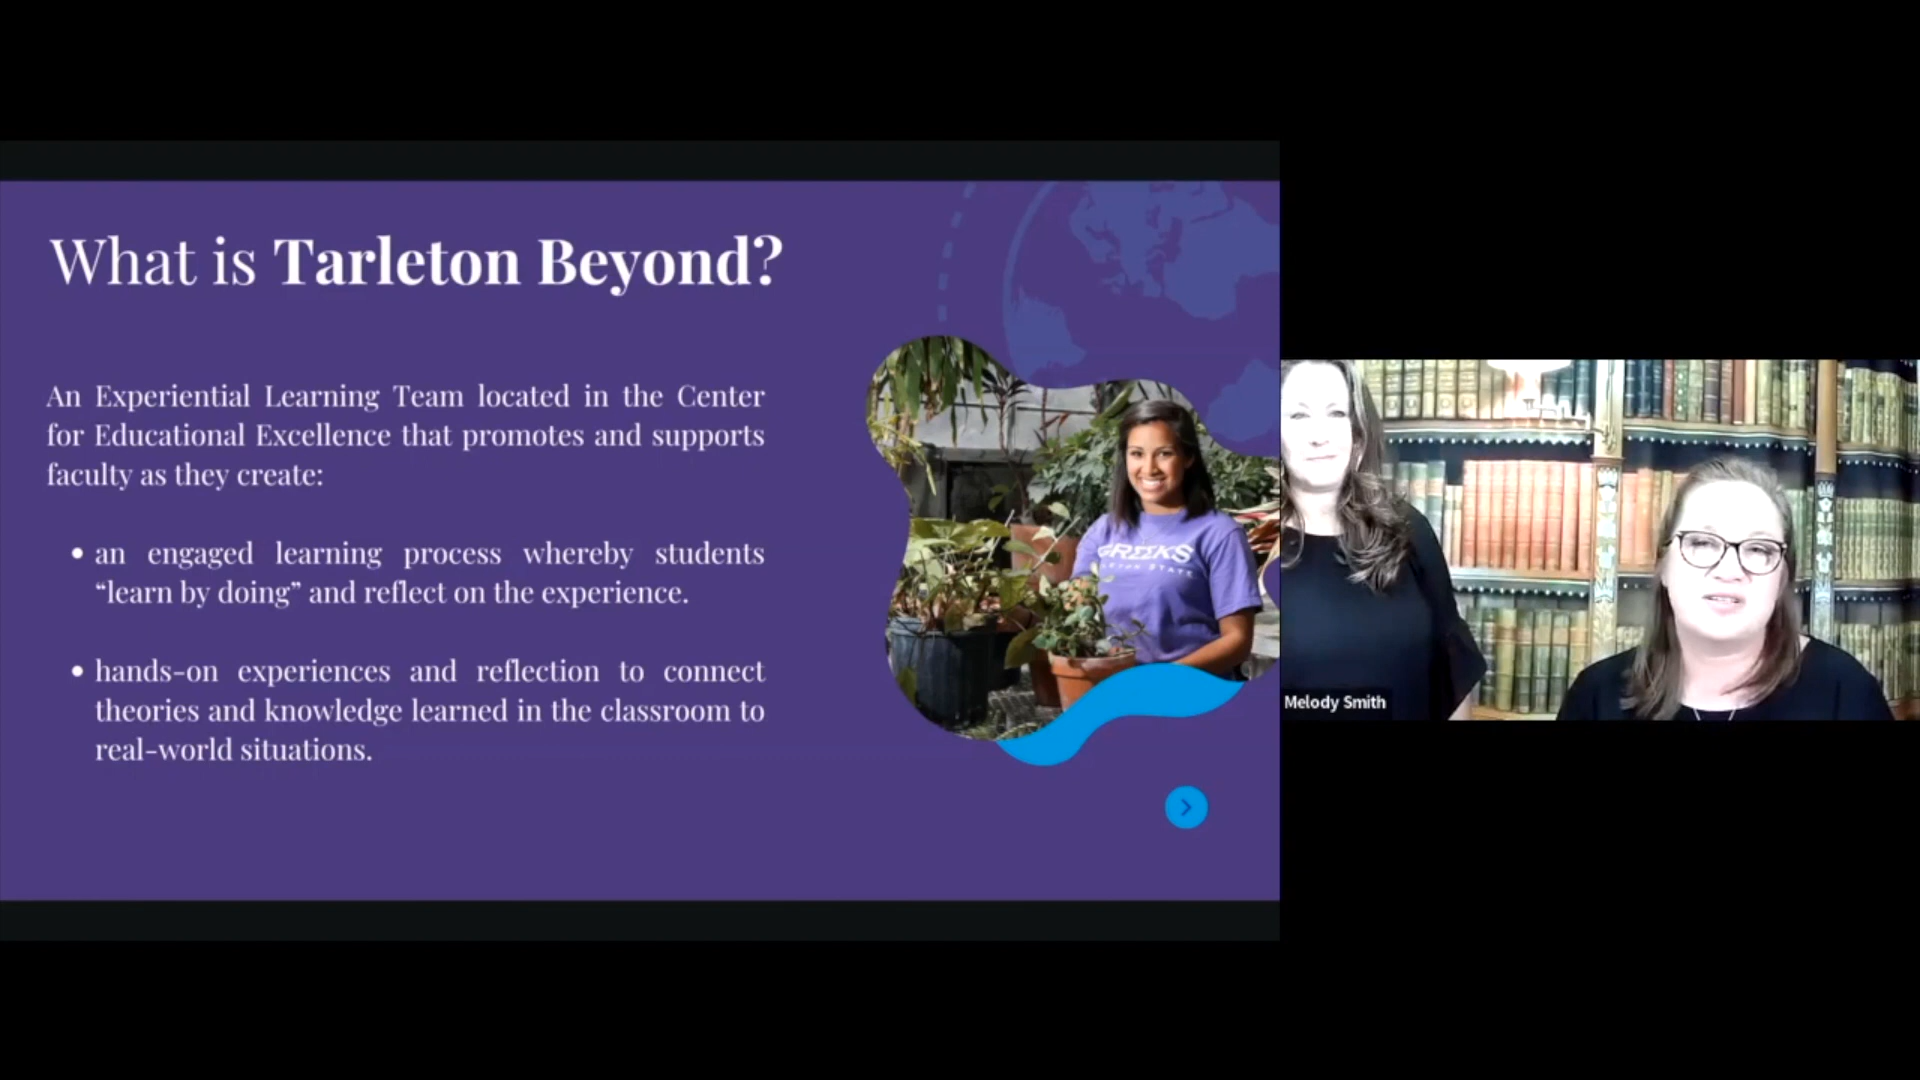 What is Tarleton Beyond?
An Experiential Learning Team located in the Center
for Educational Excellence that promotes and supports
faculty as they create:
• an engaged learning process whereby students
“learn by doing” and reflect on the experience.
• hands-on experiences and reflection to connect
theories and knowledge learned in the classroom to
real-world situations.
GREEKS
STATE
Melody Smith